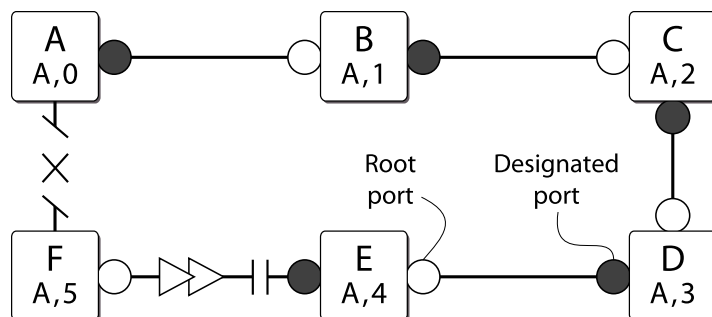 A
A,0
B
A,1
C
A,2
Root
port
Designated
port
F
A,5
E
A,4
D
A,3